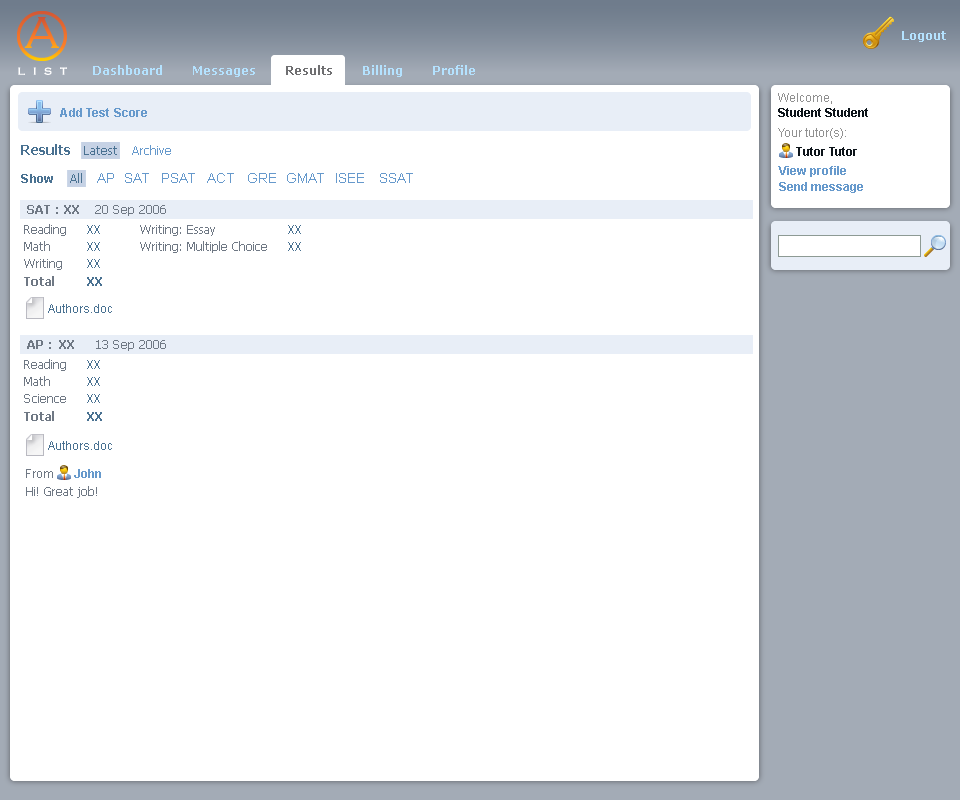 A
LIST
Logout
Dashboard Messages Results Billing Profile
Add Test Score
Results Latest Archive
Show All AP SAT PSAT ACT GRE GMAT ISEE SSAT
SAT : XX 20 Sep 2006
Reading XX Writing: Essay XX
Math XX Writing: Multiple Choice XX
Writing XX
Total XX
Authors.doc
AP : XX 13 Sep 2006
Reading XX
Math XX
Science XX
Total XX
Authors.doc
From John
Hi! Great job!
Welcome,
Student Student
Your tutor(s):
Tutor Tutor
View profile
Send message